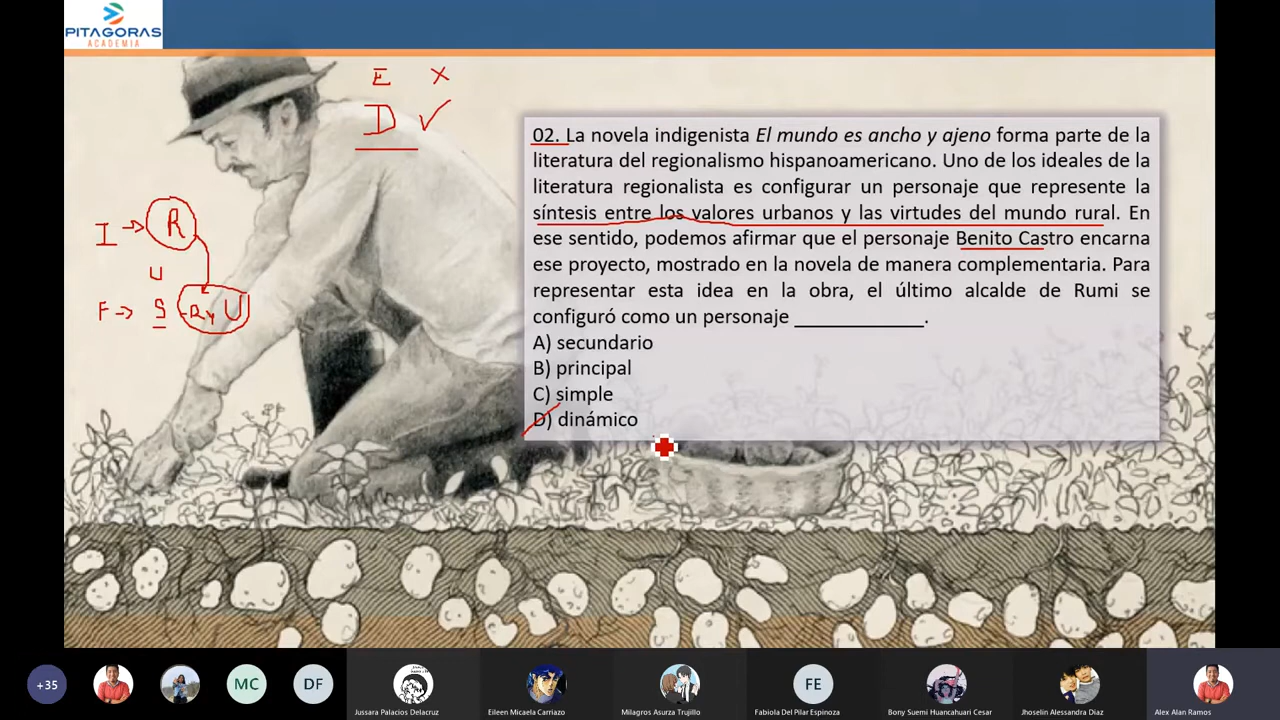 PITAGORAS
ACADEMIA
E X
D ✓
I → R
U
F → S -R y U
02. La novela indigenista El mundo es ancho y ajeno forma parte de la
literatura del regionalismo hispanoamericano. Uno de los ideales de la
literatura regionalista es configurar un personaje que represente la
síntesis entre los valores urbanos y las virtudes del mundo rural. En
ese sentido, podemos afirmar que el personaje Benito Castro encarna
ese proyecto, mostrado en la novela de manera complementaria. Para
representar esta idea en la obra, el último alcalde de Rumi se
configuró como un personaje ____________.
A) secundario
B) principal
C) simple
D) dinámico
+35
MC
DF
FE
Jussara Palacios Delacruz
Eileen Micaela Carriazo
Milagros Asurza Trujillo
Fabiola Del Pilar Espinoza
Bony Suemi Huancahuari Cesar
Jhoselin Alessandra Diaz
Alex Alan Ramos